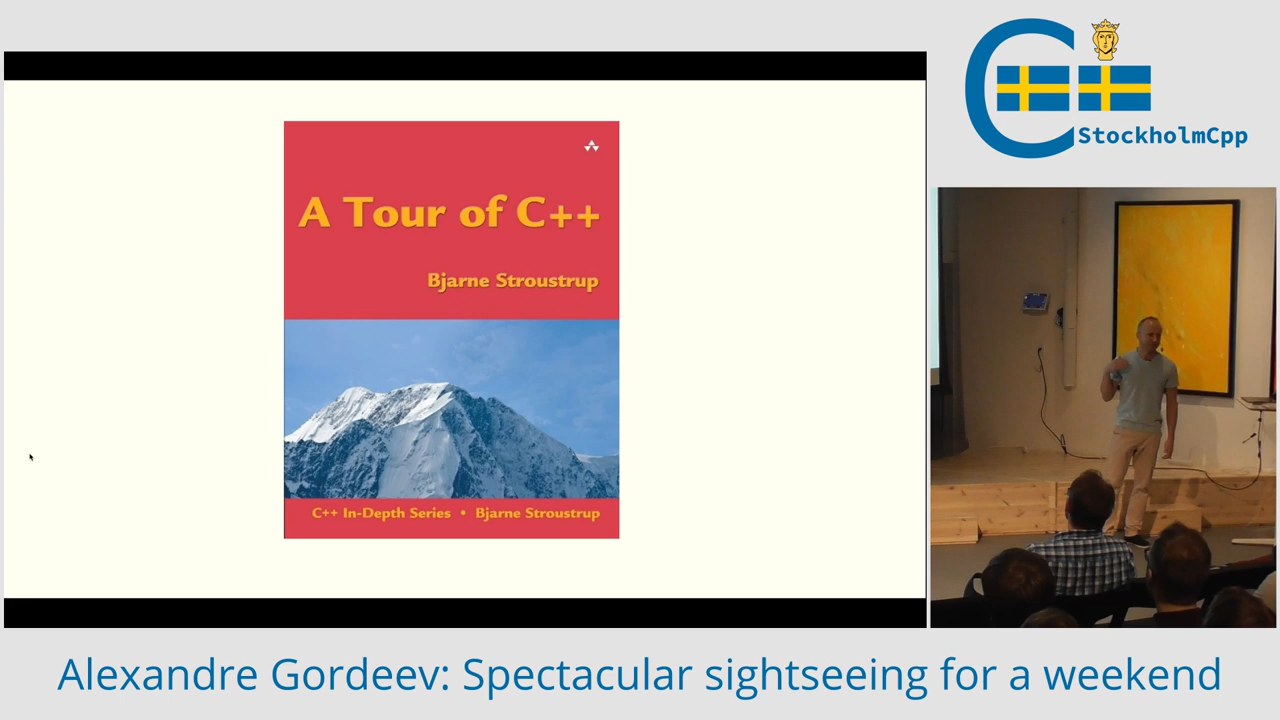 A Tour of C++
Bjarne Stroustrup
C++ In-Depth Series • Bjarne Stroustrup
C++
StockholmCpp
Alexandre Gordeev: Spectacular sightseeing for a weekend